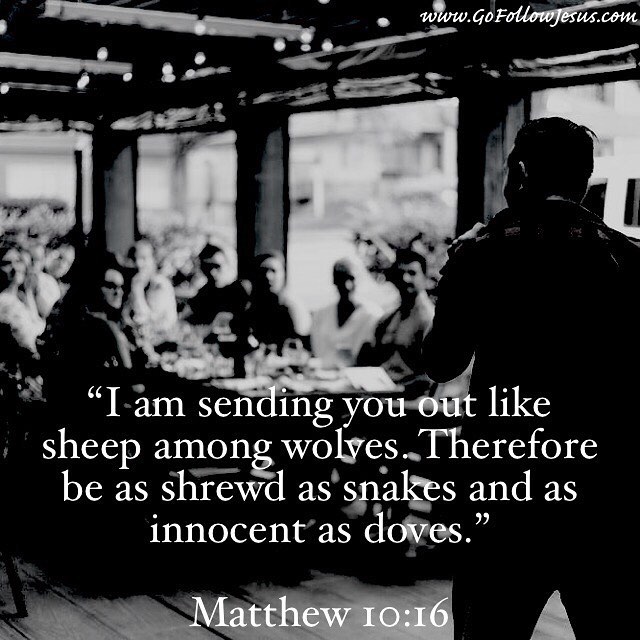 www.GoFollowJesus.com
“I am sending you out like
sheep among wolves. Therefore
be as shrewd as snakes and as
innocent as doves.”
Matthew 10:16